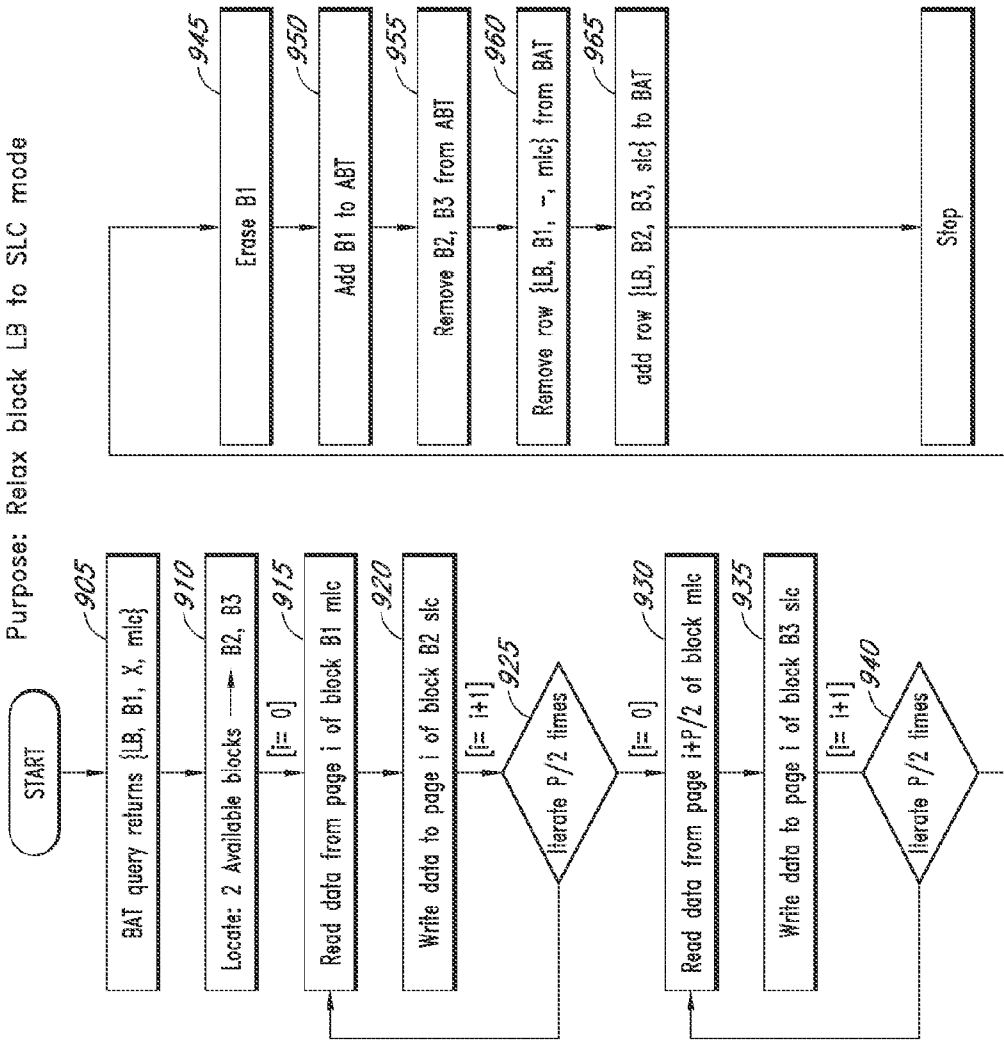 Purpose: Relax block LB to SLC mode
START
BAT query returns {LB, B1, X, mlc}
905
Locate: 2 Available blocks → B2, B3
910
[i= 0]
Read data from page i of block B1 mlc
915
Write data to page i of block B2 slc
920
[i= i+1]
Iterate P/2 times
925
[i= 0]
Read data from page i+P/2 of block mlc
930
Write data to page i of block B3 slc
935
[i= i+1]
Iterate P/2 times
940
Erase B1
945
Add B1 to ABT
950
Remove B2, B3 from ABT
955
Remove row {LB, B1, -, mlc} from BAT
960
add row {LB, B2, B3, slc} to BAT
965
Stop